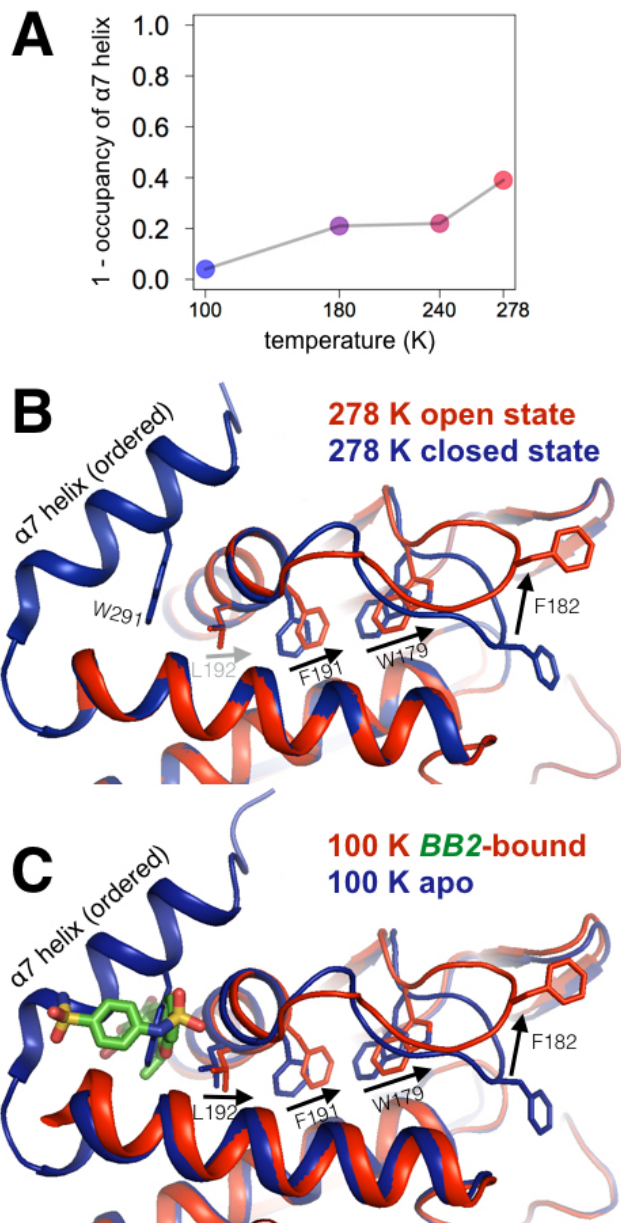 A
1 - occupancy of α7 helix
1.0
0.8
0.6
0.4
0.2
0.0
100
180
240
278
temperature (K)
B
α7 helix (ordered)
278 K open state
278 K closed state
W291
L192
F191
W179
F182
C
α7 helix (ordered)
100 K BB2-bound
100 K apo
L192
F191
W179
F182